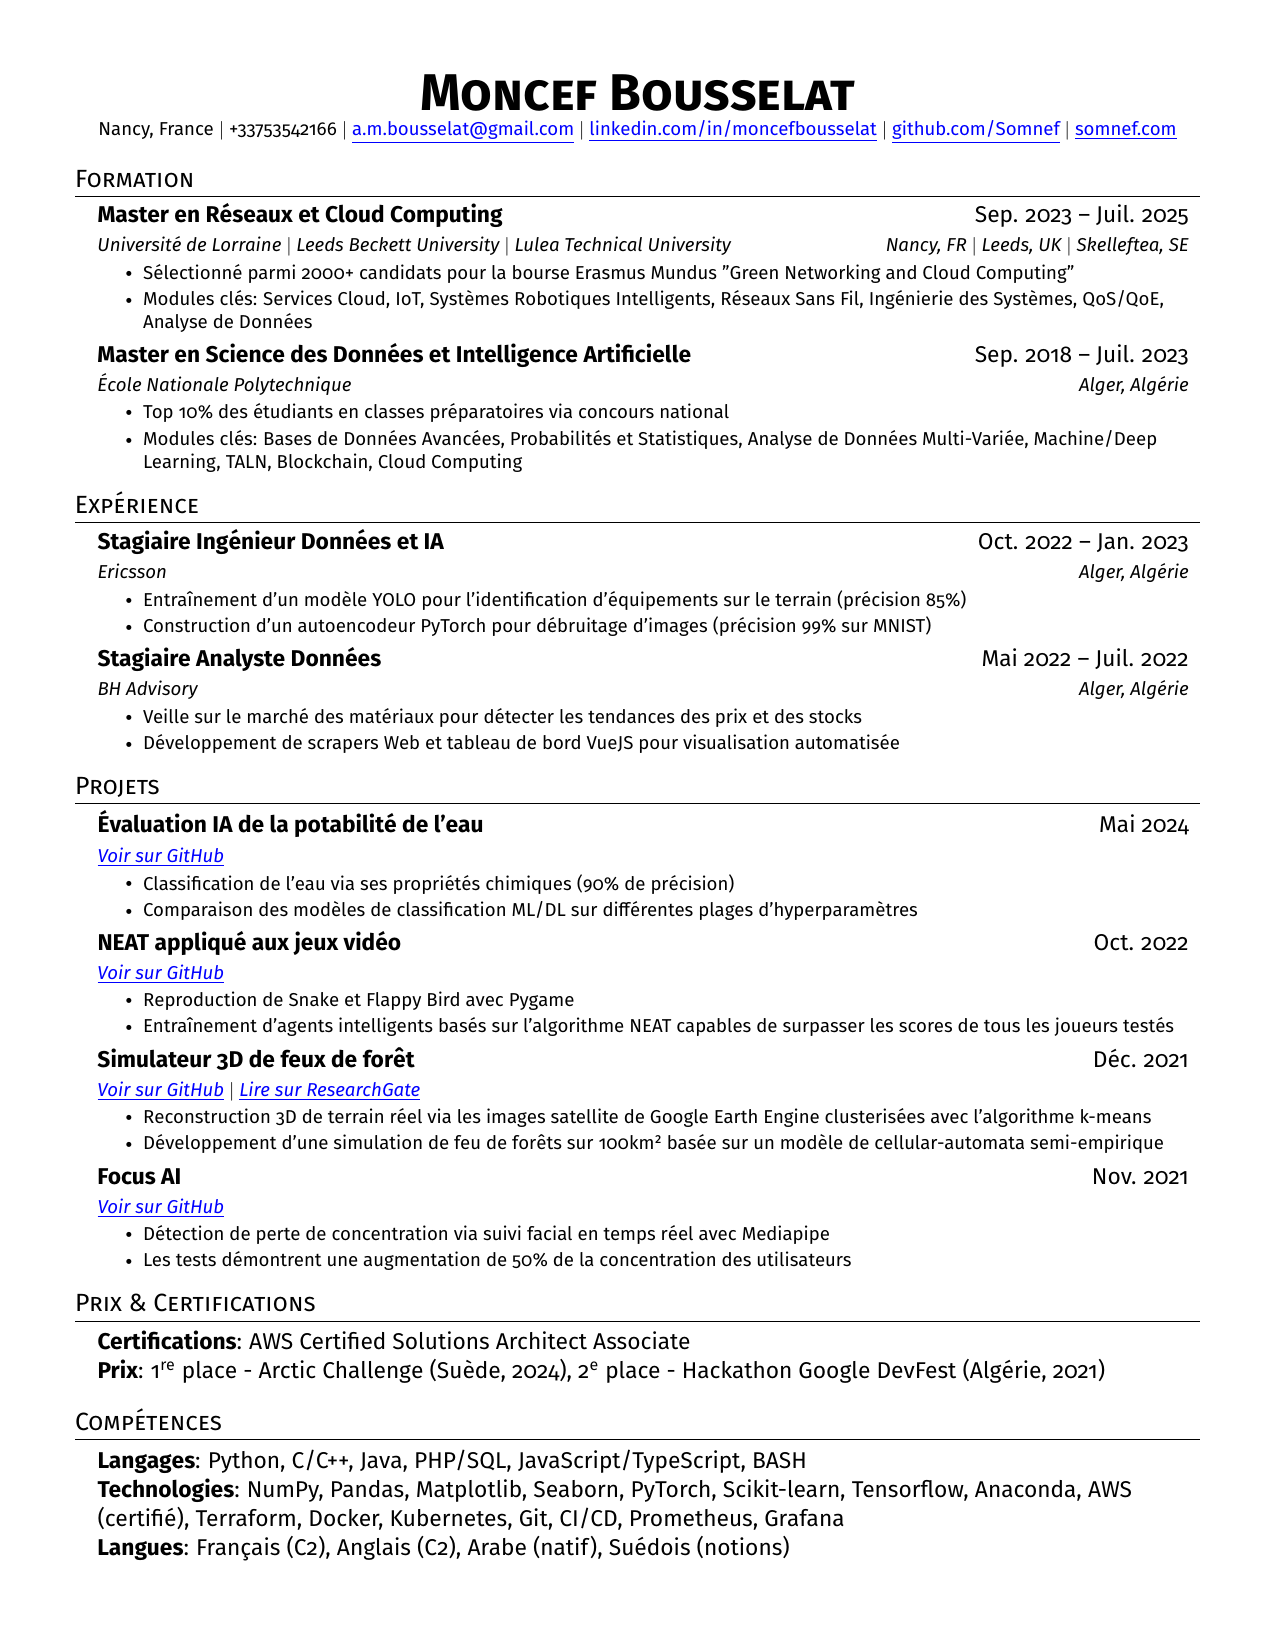 Moncef Bousselat
Nancy, France | +33753542166 | a.m.bousselat@gmail.com | linkedin.com/in/moncefbousselat | github.com/Somnef | somnef.com
Formation
Master en Réseaux et Cloud Computing Sep. 2023 – Juil. 2025
Université de Lorraine | Leeds Beckett University | Lulea Technical University Nancy, FR | Leeds, UK | Skelleftea, SE
• Sélectionné parmi 2000+ candidats pour la bourse Erasmus Mundus ”Green Networking and Cloud Computing”
• Modules clés: Services Cloud, IoT, Systèmes Robotiques Intelligents, Réseaux Sans Fil, Ingénierie des Systèmes, QoS/QoE,
Analyse de Données
Master en Science des Données et Intelligence Artificielle Sep. 2018 – Juil. 2023
École Nationale Polytechnique Alger, Algérie
• Top 10% des étudiants en classes préparatoires via concours national
• Modules clés: Bases de Données Avancées, Probabilités et Statistiques, Analyse de Données Multi-Variée, Machine/Deep
Learning, TALN, Blockchain, Cloud Computing
Expérience
Stagiaire Ingénieur Données et IA Oct. 2022 – Jan. 2023
Ericsson Alger, Algérie
• Entraînement d’un modèle YOLO pour l’identification d’équipements sur le terrain (précision 85%)
• Construction d’un autoencodeur PyTorch pour débruitage d’images (précision 99% sur MNIST)
Stagiaire Analyste Données Mai 2022 – Juil. 2022
BH Advisory Alger, Algérie
• Veille sur le marché des matériaux pour détecter les tendances des prix et des stocks
• Développement de scrapers Web et tableau de bord VueJS pour visualisation automatisée
Projets
Évaluation IA de la potabilité de l’eau Mai 2024
Voir sur GitHub
• Classification de l’eau via ses propriétés chimiques (90% de précision)
• Comparaison des modèles de classification ML/DL sur différentes plages d’hyperparamètres
NEAT appliqué aux jeux vidéo Oct. 2022
Voir sur GitHub
• Reproduction de Snake et Flappy Bird avec Pygame
• Entraînement d’agents intelligents basés sur l’algorithme NEAT capables de surpasser les scores de tous les joueurs testés
Simulateur 3D de feux de forêt Déc. 2021
Voir sur GitHub | Lire sur ResearchGate
• Reconstruction 3D de terrain réel via les images satellite de Google Earth Engine clusterisées avec l’algorithme k-means
• Développement d’une simulation de feu de forêts sur 100km² basée sur un modèle de cellular-automata semi-empirique
Focus AI Nov. 2021
Voir sur GitHub
• Détection de perte de concentration via suivi facial en temps réel avec Mediapipe
• Les tests démontrent une augmentation de 50% de la concentration des utilisateurs
Prix & Certifications
Certifications: AWS Certified Solutions Architect Associate
Prix: 1re place - Arctic Challenge (Suède, 2024), 2e place - Hackathon Google DevFest (Algérie, 2021)
Compétences
Langages: Python, C/C++, Java, PHP/SQL, JavaScript/TypeScript, BASH
Technologies: NumPy, Pandas, Matplotlib, Seaborn, PyTorch, Scikit-learn, Tensorflow, Anaconda, AWS
(certifié), Terraform, Docker, Kubernetes, Git, CI/CD, Prometheus, Grafana
Langues: Français (C2), Anglais (C2), Arabe (natif), Suédois (notions)